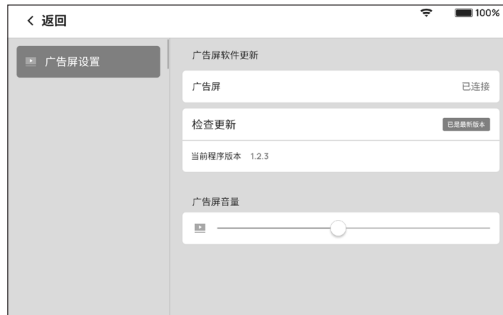 返回
100%
广告屏设置
广告屏软件更新
广告屏 已连接
检查更新 已是最新版本
当前程序版本 1.2.3
广告屏音量